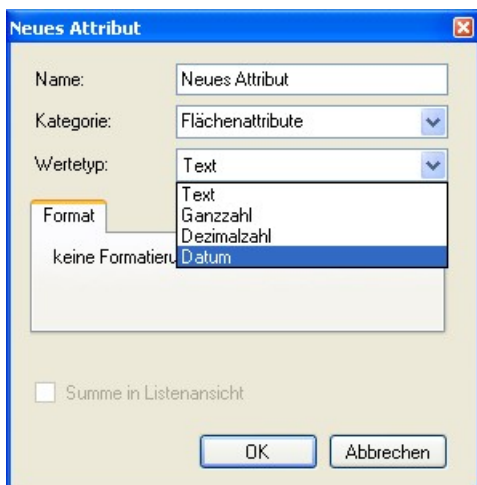 Neues Attribut
Name: Neues Attribut
Kategorie: Flächenattribute
Wertetyp: Text
Text
Format Ganzzahl
Dezimalzahl
keine Formatieru Datum
Summe in Listenansicht
OK Abbrechen